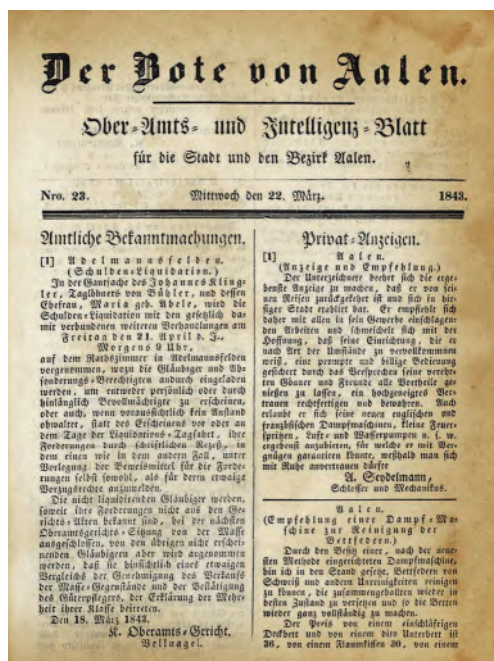 Der Bote von Aalen.
Ober-Amts- und Intelligenz-Blatt
für die Stadt und den Bezirk Aalen.
Nro. 23. Mittwoch den 22. März. 1843.
Amtliche Bekanntmachungen.
[1] Adelmannsfelden.
(Schulden-Liquidation.)
In der Gantsache des Johannes Kling-
ler, Taglöhners von Bühler, und dessen
Ehefrau, Maria geb. Abele, wird die
Schulden-Liquidation mit den gesetzlich da-
mit verbundenen weiteren Verhandlungen am
Freitag den 21. April d. J.,
Morgens 9 Uhr,
auf dem Rathszimmer in Adelmannsfelden
vorgenommen, wozu die Gläubiger und Ab-
sonderungs-Berechtigten andurch eingeladen
werden, um entweder persönlich oder durch
hinlänglich Bevollmächtigte zu erscheinen,
oder auch, wenn voraussichtlich kein Anstand
obwaltet, statt des Erscheinens vor oder an
dem Tage der Liquidations-Tagfahrt, ihre
Forderungen durch schriftlichen Rezeß, in
dem einen wie in dem andern Fall, unter
Vorlegung der Beweismittel für die Forde-
rungen selbst sowohl, als für deren etwaige
Vorzugsrechte anzumelden.
Die nicht liquidirenden Gläubiger werden,
soweit ihre Forderungen nicht aus den Ge-
richts-Akten bekannt sind, bei der nächsten
Oberamtsgerichts-Sitzung von der Masse
ausgeschlossen, von den übrigen nicht erschei-
nenden Gläubigern aber wird angenommen
werden, daß sie hinsichtlich eines etwaigen
Vergleichs der Genehmigung des Verkaufs
der Masse-Gegenstände und der Bestätigung
des Güterpflegers, der Erklärung der Mehr-
heit ihrer Klasse beitreten.
Den 18. März 1843.
K. Oberamts-Gericht.
Bellnagel.
Privat-Anzeigen.
[1] Aalen.
(Anzeige und Empfehlung.)
Der Unterzeichnete beehrt sich die erge-
benste Anzeige zu machen, daß er von sei-
nen Reisen zurückgekehrt ist und sich in hie-
siger Stadt etablirt hat. Er empfiehlt sich
daher mit allen in sein Gewerbe einschlagen-
den Arbeiten und schmeichelt sich mit der
Hoffnung, daß seine Einrichtung, die er
nach Art der Umstände zu vervollkommnen
weiß, eine prompte und billige Bedienung
gesichert durch das Versprechen seine verehr-
ten Gönner und Freunde alle Vortheile ge-
nießen zu lassen, ein hochgeneigtes Ver-
trauen rechtfertigen und bewahren. Auch
erlaubt er sich seine neuen englischen und
französischen Dampfmaschinen, kleine Feuer-
spritzen, Luft- und Wasserpumpen u. s. w.
ergebenst anzubieten, für welche er mit Ver-
gnügen garantiren könnte, weßhalb man sich
mit Ruhe anvertrauen dürfte
A. Seydelmann,
Schlosser und Mechanikus.
Aalen.
(Empfehlung einer Dampf-Ma-
schine zur Reinigung der
Bettfedern.)
Durch den Besitz einer, nach der neue-
sten Methode eingerichteten Dampfmaschine,
bin ich in den Stand gesetzt, Bettfedern von
Schweiß und andern Unreinigkeiten reinigen
zu können, die zusammengeballten wieder in
besten Zustand zu versetzen und so die Betten
wieder ganz vollständig zu machen.
Der Preis von einem einschläfrigen
Deckbett und von einem dito Unterbett ist
36, von einem Flaumkissen 30, von einem